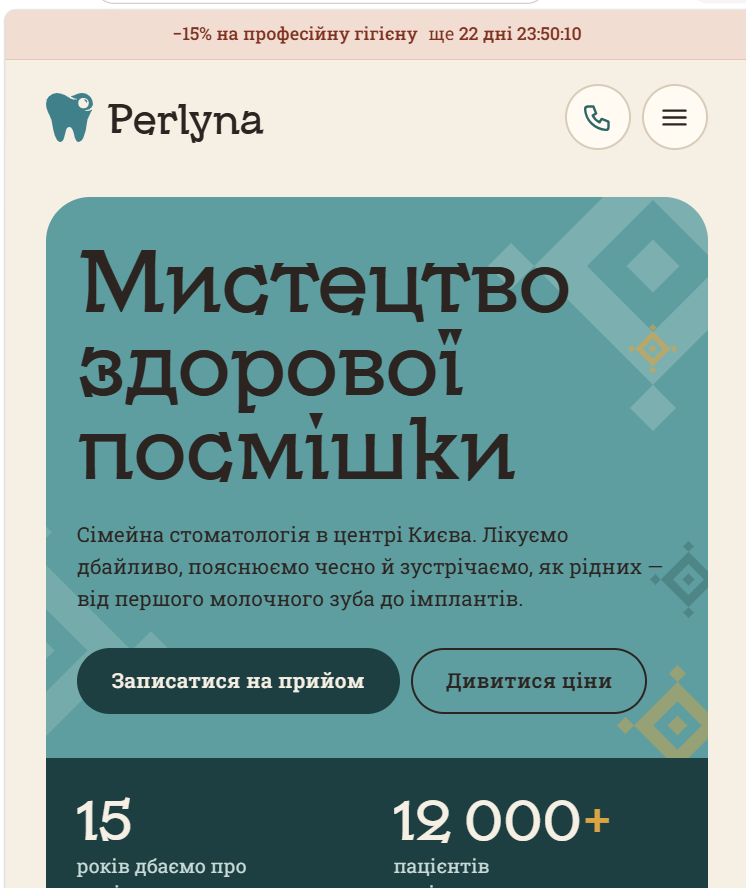 −15% на професійну гігієну ще 22 дні 23:50:10
Perlyna
Мистецтво
здорової
посмішки
Сімейна стоматологія в центрі Києва. Лікуємо
дбайливо, пояснюємо чесно й зустрічаємо, як рідних —
від першого молочного зуба до імплантів.
Записатися на прийом
Дивитися ціни
15
12 000+
років дбаємо про
пацієнтів